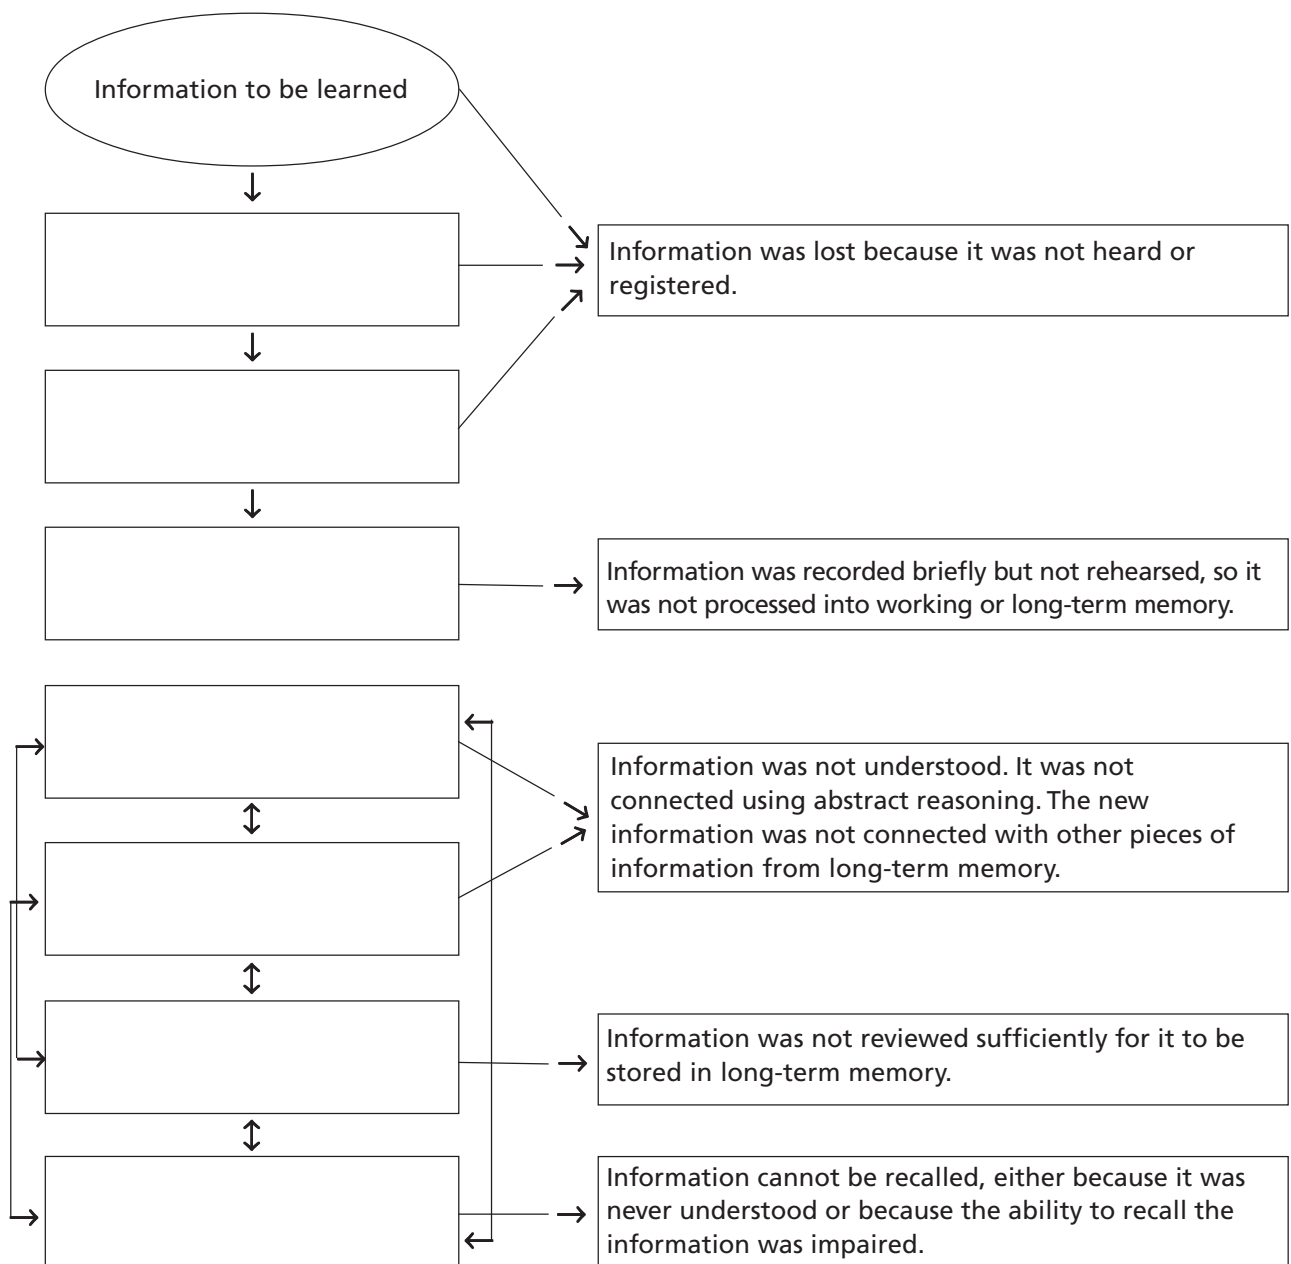 Information to be learned
Information was lost because it was not heard or
registered.
Information was recorded briefly but not rehearsed, so it
was not processed into working or long-term memory.
Information was not understood. It was not
connected using abstract reasoning. The new
information was not connected with other pieces of
information from long-term memory.
Information was not reviewed sufficiently for it to be
stored in long-term memory.
Information cannot be recalled, either because it was
never understood or because the ability to recall the
information was impaired.